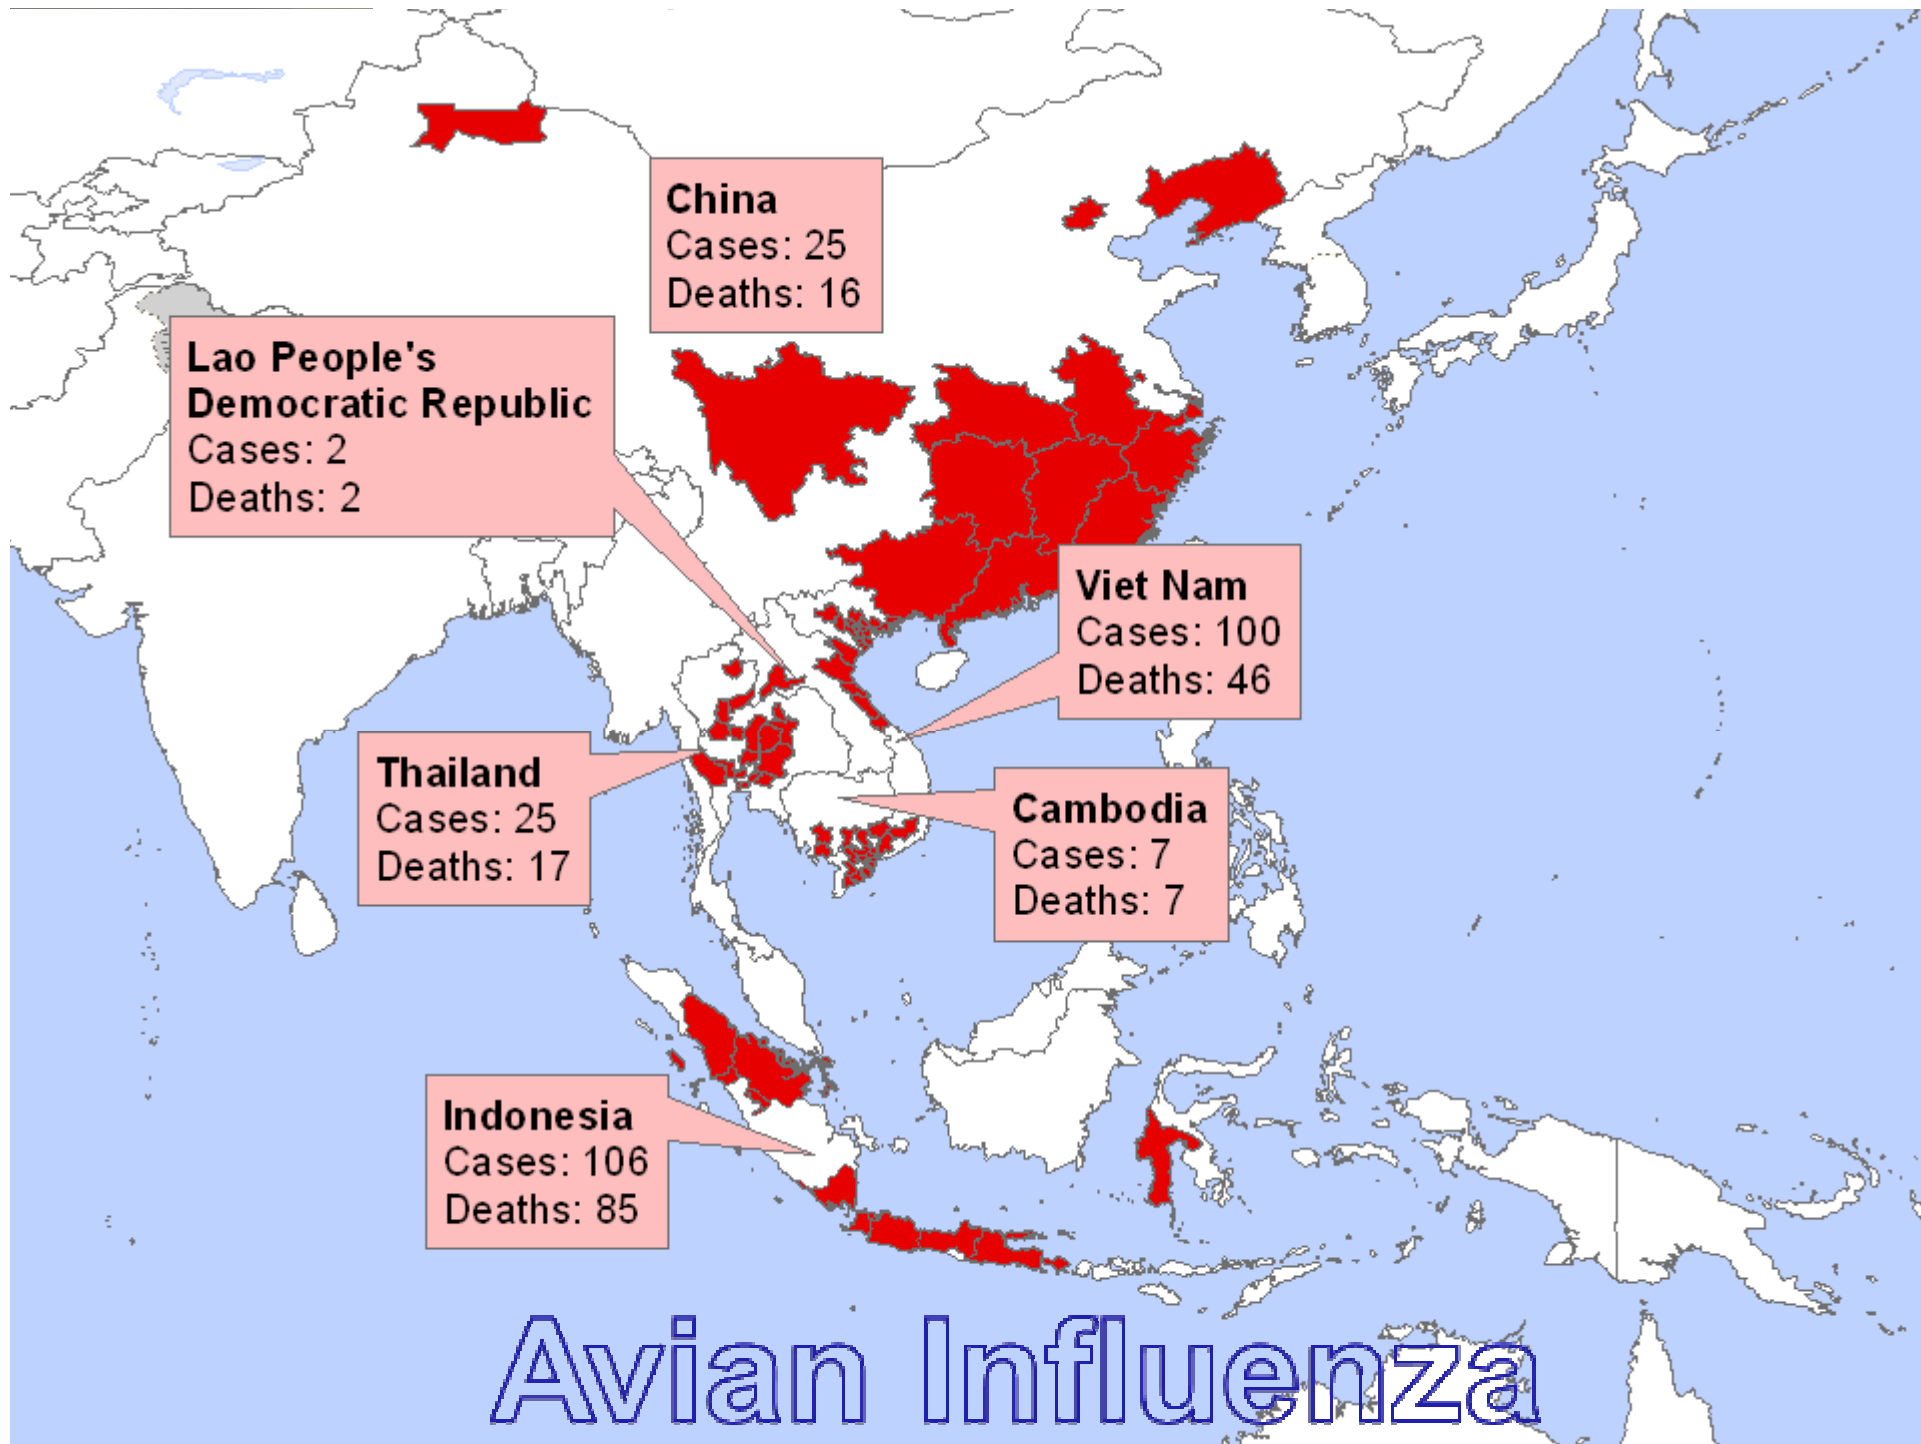 China
Cases: 25
Deaths: 16
Lao People's
Democratic Republic
Cases: 2
Deaths: 2
Viet Nam
Cases: 100
Deaths: 46
Thailand
Cases: 25
Deaths: 17
Cambodia
Cases: 7
Deaths: 7
Indonesia
Cases: 106
Deaths: 85
Avian Influenza